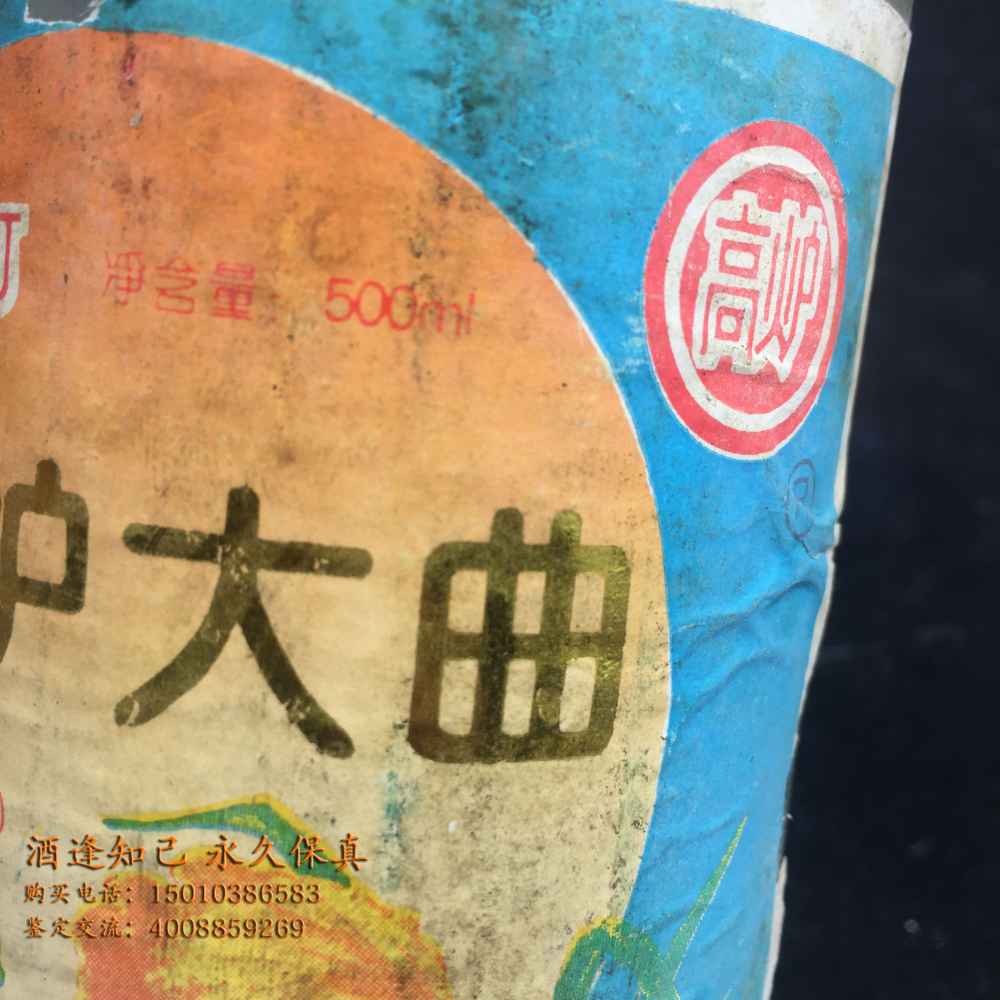 净含量 500ml
高炉
炉大曲
酒逢知己 永久保真
购买电话：15010386583
鉴定交流：4008859269